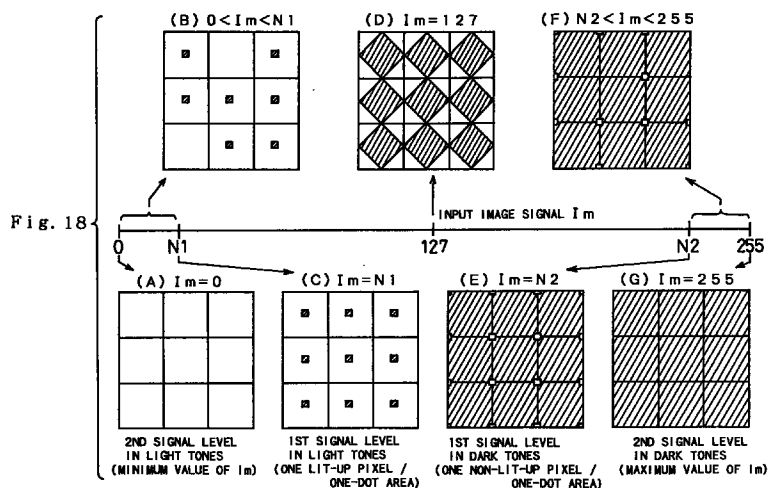 (B) 0<Im<N1
(D) Im=127
(F) N2<Im<255
Fig. 18
INPUT IMAGE SIGNAL Im
0
N1
127
N2
255
(A) Im=0
(C) Im=N1
(E) Im=N2
(G) Im=255
2ND SIGNAL LEVEL
IN LIGHT TONES
(MINIMUM VALUE OF Im)
1ST SIGNAL LEVEL
IN LIGHT TONES
(ONE LIT-UP PIXEL /
ONE-DOT AREA)
1ST SIGNAL LEVEL
IN DARK TONES
(ONE NON-LIT-UP PIXEL /
ONE-DOT AREA)
2ND SIGNAL LEVEL
IN DARK TONES
(MAXIMUM VALUE OF Im)